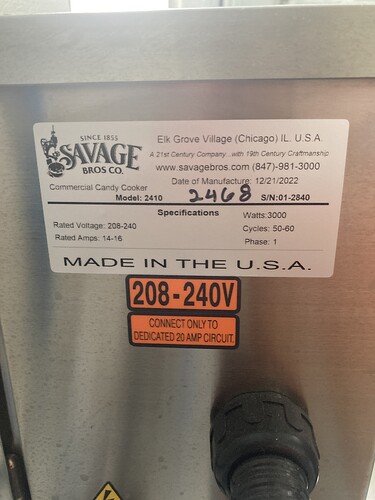 SINCE 1855
SAVAGE
BROS CO.
Elk Grove Village (Chicago) IL. U.S.A.
A 21st Century Company...with 19th Century Craftmanship
www.savagebros.com (847)-981-3000
Date of Manufacture: 12/21/2022
Commercial Candy Cooker
Model: 2410 2468 S/N:01-2840
Specifications
Rated Voltage: 208-240 Watts:3000
Rated Amps: 14-16 Cycles: 50-60
Phase: 1
MADE IN THE U.S.A.
208-240V
CONNECT ONLY TO
DEDICATED 20 AMP CIRCUIT.